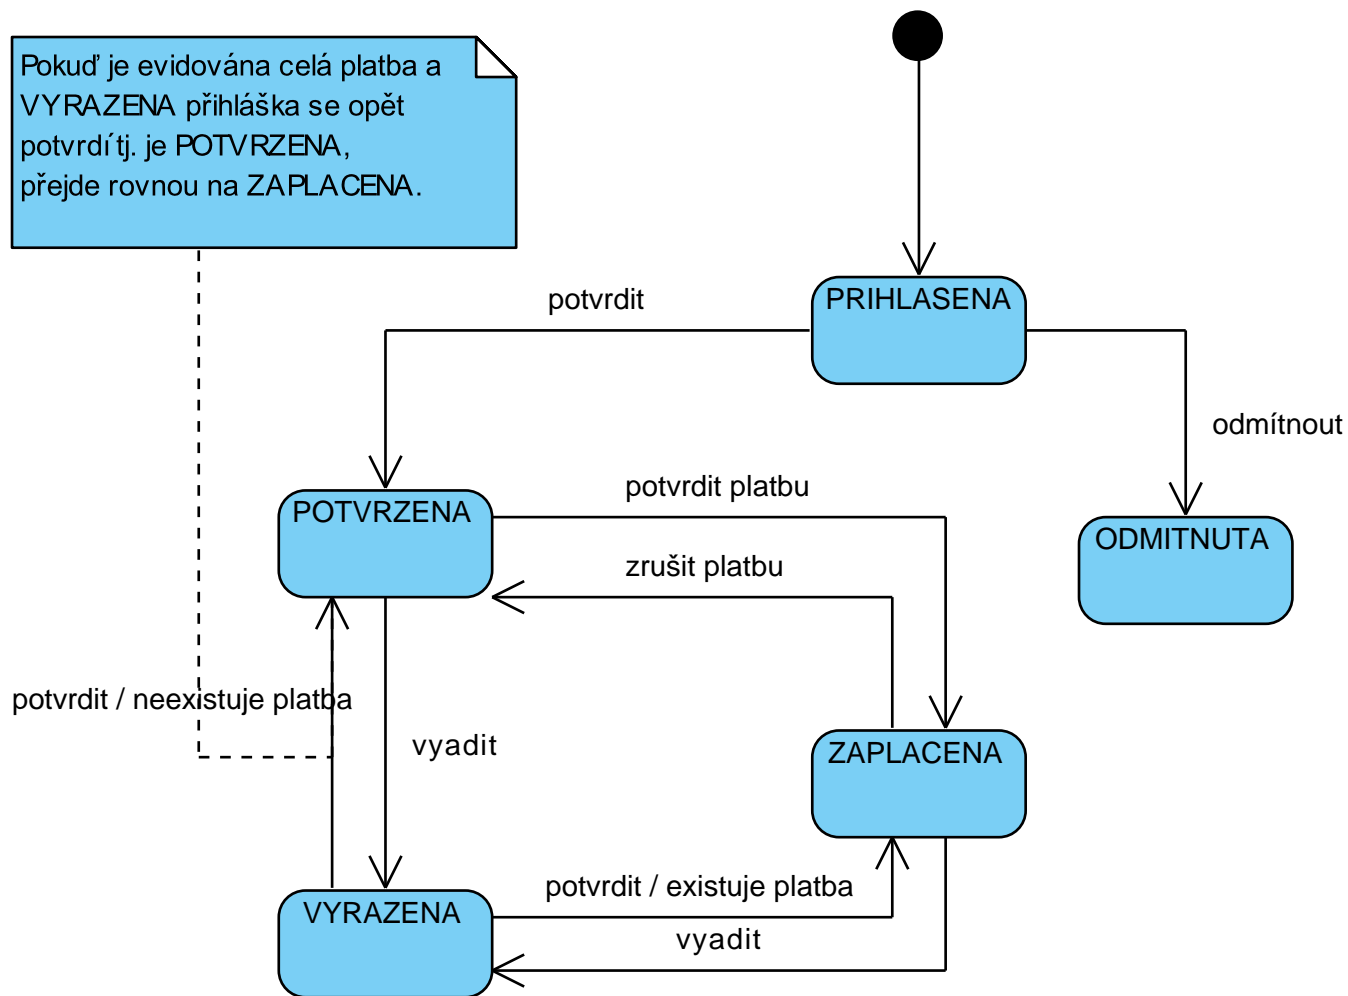 Pokuď je evidována celá platba a
VYRAZENA přihláška se opět
potvrdí tj. je POTVRZENA,
přejde rovnou na ZAPLACENA.
potvrdit
PRIHLASENA
odmítnout
potvrdit platbu
POTVRZENA
ODMITNUTA
zrušit platbu
potvrdit / neexistuje platba
vyadit
ZAPLACENA
potvrdit / existuje platba
VYRAZENA
vyadit